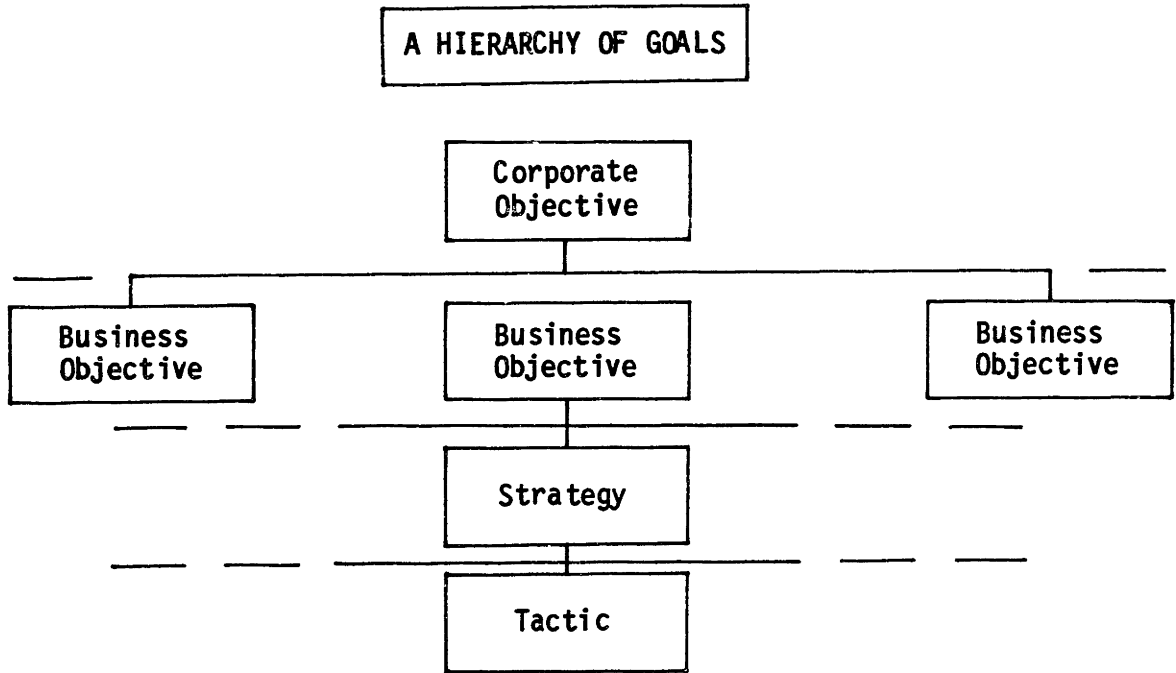 A HIERARCHY OF GOALS
Corporate
Objective
Business
Objective
Business
Objective
Business
Objective
Strategy
Tactic